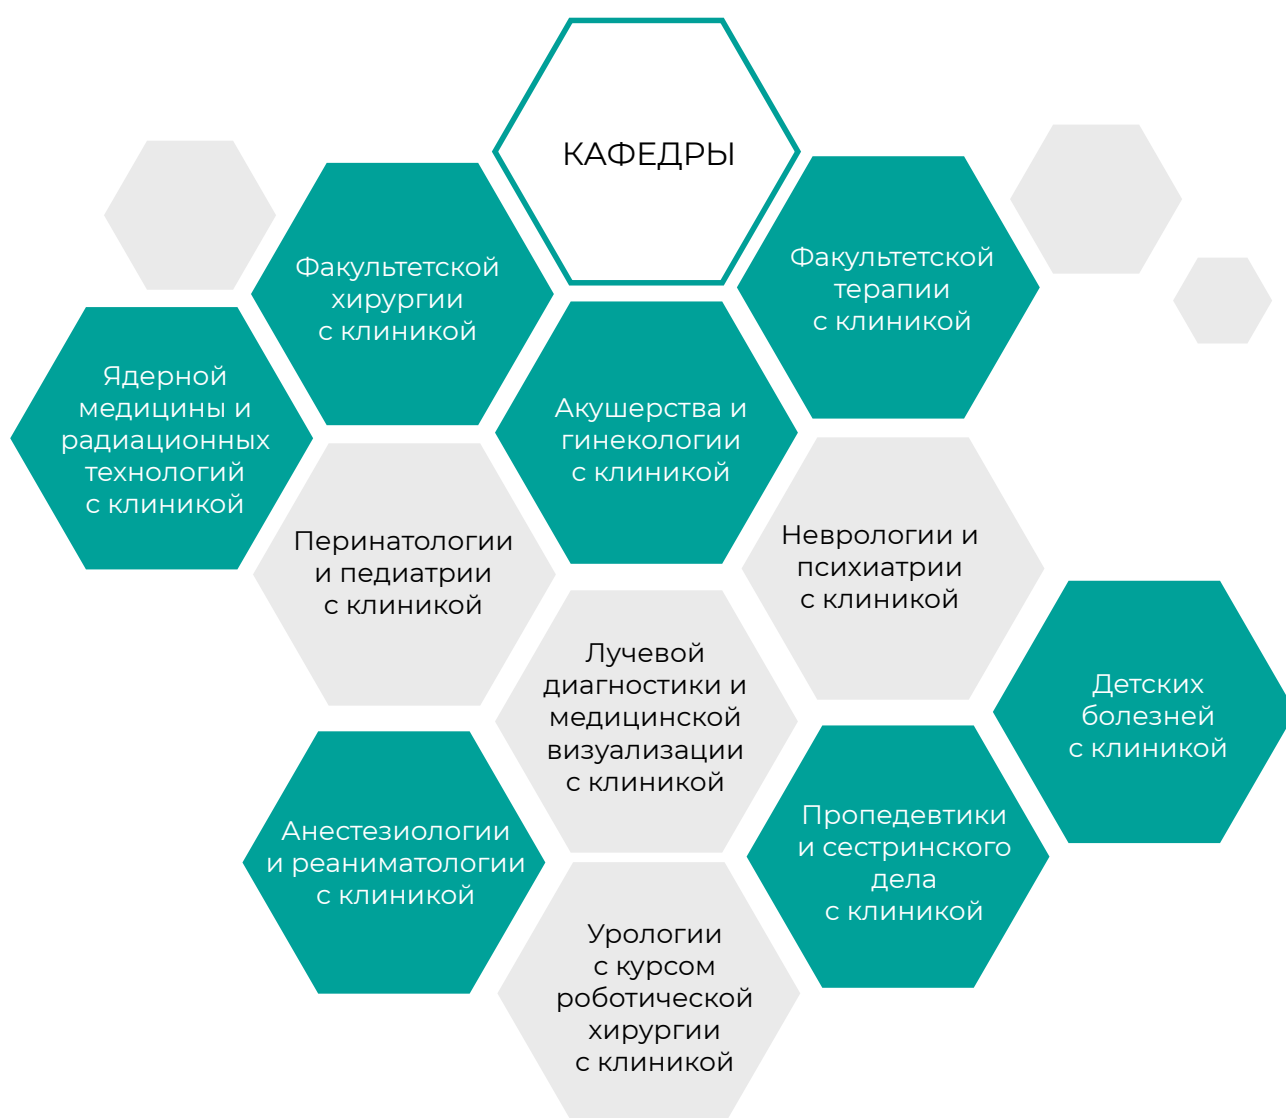 КАФЕДРЫ
Факультетской
хирургии
с клиникой
Факультетской
терапии
с клиникой
Ядерной
медицины и
радиационных
технологий
с клиникой
Акушерства и
гинекологии
с клиникой
Перинатологии
и педиатрии
с клиникой
Неврологии и
психиатрии
с клиникой
Лучевой
диагностики и
медицинской
визуализации
с клиникой
Детских
болезней
с клиникой
Анестезиологии
и реаниматологии
с клиникой
Пропедевтики
и сестринского
дела
с клиникой
Урологии
с курсом
роботической
хирургии
с клиникой